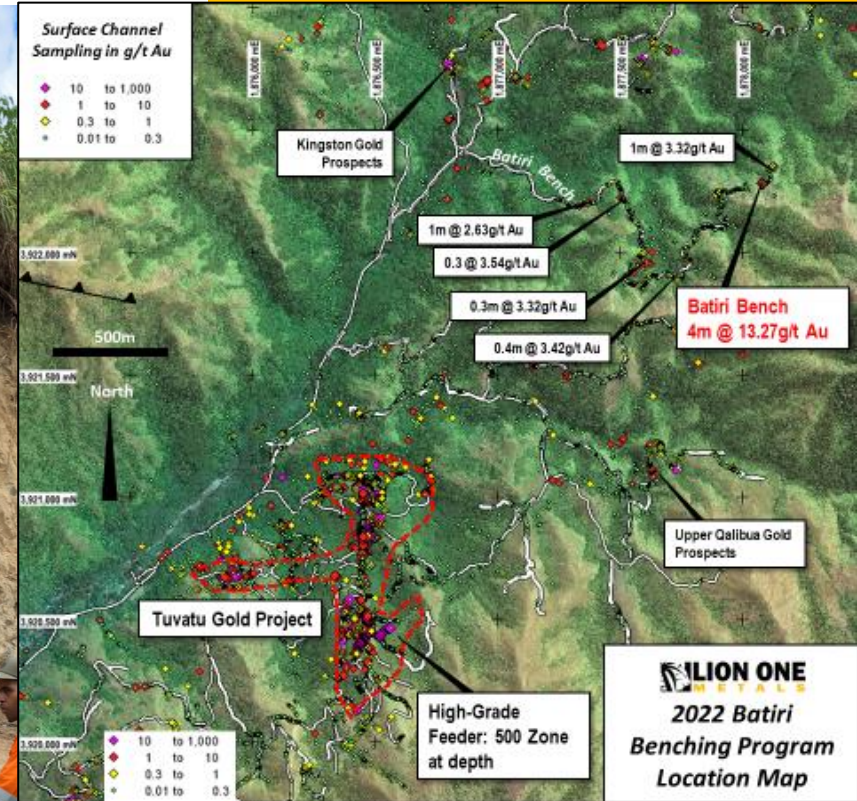 Surface Channel
Sampling in g/t Au
10 to 1,000
1 to 10
0.3 to 1
0.01 to 0.3
1,876,000 mE
1,876,500 mE
1,877,000 mE
1,877,500 mE
1,878,000 mE
Kingston Gold
Prospects
Batiri Bench
1m @ 3.32g/t Au
1m @ 2.63g/t Au
0.3 @ 3.54g/t Au
3,922,000 mN
0.3m @ 3.32g/t Au
0.4m @ 3.42g/t Au
Batiri Bench
4m @ 13.27g/t Au
500m
3,921,500 mN
North
3,921,000 mN
Upper Qalibua Gold
Prospects
Tuvatu Gold Project
3,920,500 mN
High-Grade
Feeder: 500 Zone
at depth
3,920,000 mN
10 to 1,000
1 to 10
0.3 to 1
0.01 to 0.3
LION ONE
METALS
2022 Batiri
Benching Program
Location Map